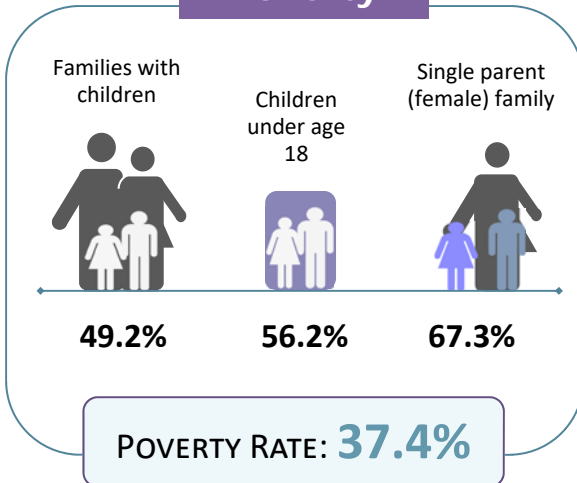 Families with
children
Children
under age
18
Single parent
(female) family
49.2%
56.2%
67.3%
POVERTY RATE: 37.4%